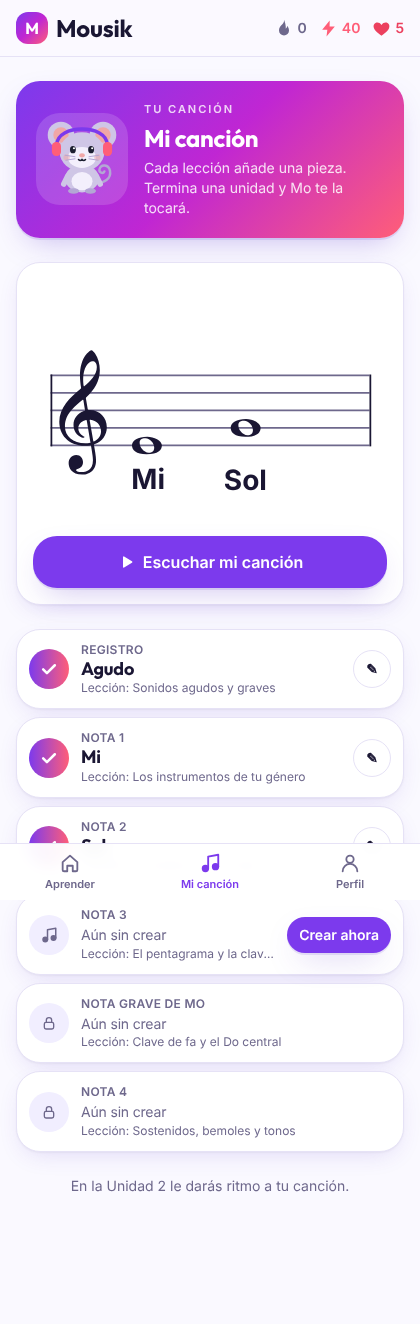 M Mousik
0 40 5
TU CANCIÓN
Mi canción
Cada lección añade una pieza.
Termina una unidad y Mo te la
tocará.
Mi Sol
Escuchar mi canción
REGISTRO
Agudo
Lección: Sonidos agudos y graves
NOTA 1
Mi
Lección: Los instrumentos de tu género
NOTA 2
Aprender Mi canción Perfil
NOTA 3
Aún sin crear
Lección: El pentagrama y la clav...
Crear ahora
NOTA GRAVE DE MO
Aún sin crear
Lección: Clave de fa y el Do central
NOTA 4
Aún sin crear
Lección: Sostenidos, bemoles y tonos
En la Unidad 2 le darás ritmo a tu canción.